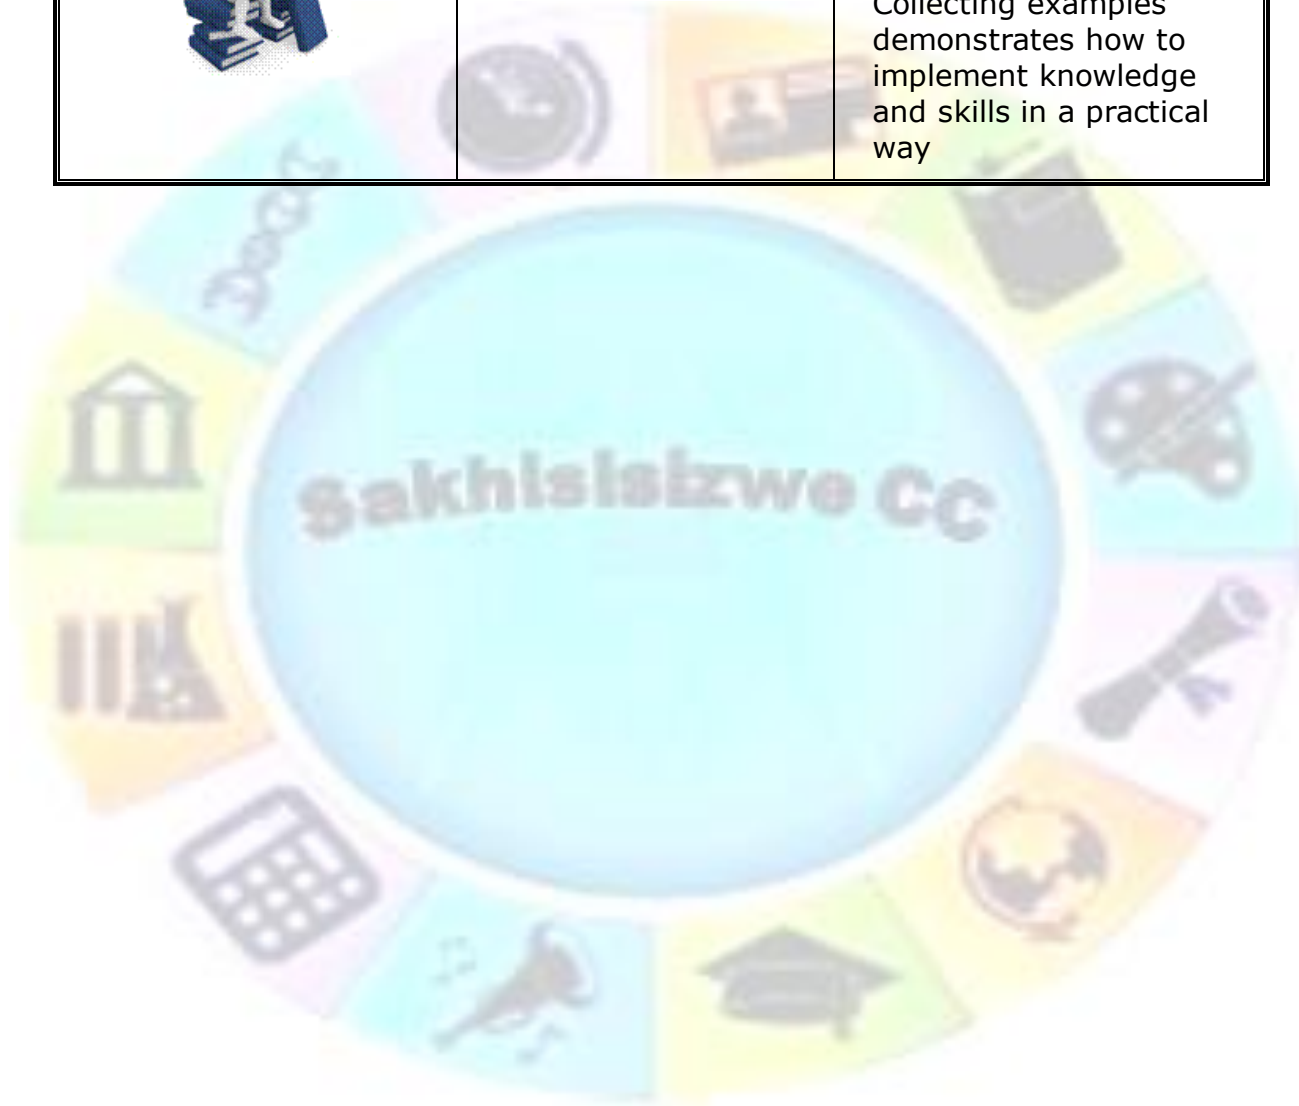 Collecting examples
demonstrates how to
implement knowledge
and skills in a practical
way
Sakhisisizwe CC